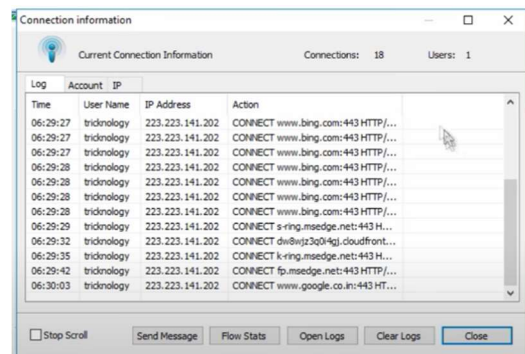 Connection information
Current Connection Information Connections: 18 Users: 1
Log Account IP
Time User Name IP Address Action
06:29:27 tricknology 223.223.141.202 CONNECT www.bing.com:443 HTTP/...
06:29:27 tricknology 223.223.141.202 CONNECT www.bing.com:443 HTTP/...
06:29:27 tricknology 223.223.141.202 CONNECT www.bing.com:443 HTTP/...
06:29:28 tricknology 223.223.141.202 CONNECT www.bing.com:443 HTTP/...
06:29:28 tricknology 223.223.141.202 CONNECT www.bing.com:443 HTTP/...
06:29:28 tricknology 223.223.141.202 CONNECT www.bing.com:443 HTTP/...
06:29:28 tricknology 223.223.141.202 CONNECT www.bing.com:443 HTTP/...
06:29:29 tricknology 223.223.141.202 CONNECT s-ring.msedge.net:443 H...
06:29:32 tricknology 223.223.141.202 CONNECT dw8wjz3q0i4gj.cloudfront...
06:29:35 tricknology 223.223.141.202 CONNECT k-ring.msedge.net:443 H...
06:29:42 tricknology 223.223.141.202 CONNECT fp.msedge.net:443 HTTP/...
06:30:03 tricknology 223.223.141.202 CONNECT www.google.co.in:443 HT...
Stop Scroll Send Message Flow Stats Open Logs Clear Logs Close